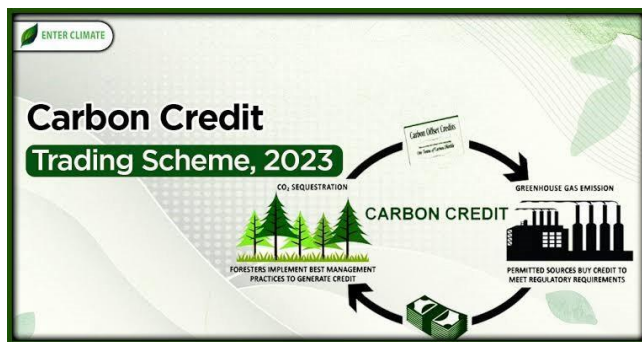 ENTER CLIMATE
Carbon Credit
Trading Scheme, 2023
Carbon Offset Credits
CO₂ SEQUESTRATION
GREENHOUSE GAS EMISSION
CARBON CREDIT
FORESTERS IMPLEMENT BEST MANAGEMENT
PRACTICES TO GENERATE CREDIT
PERMITTED SOURCES BUY CREDIT TO
MEET REGULATORY REQUIREMENTS